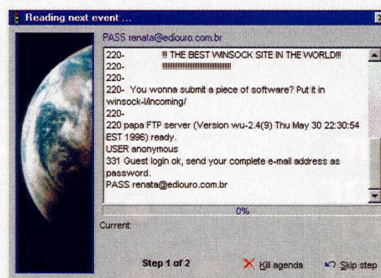 Reading next event ...
PASS renata@ediouro.com.br
220- !! THE BEST WINSOCK SITE IN THE WORLD!!!
220- !!!!!!!!!!!!!!!!!!!!!!!!!!!!!!!!!!!!!!!
220-
220- You wonna submit a piece of software? Put it in
winsock-l/incoming/
220-
220 papa FTP server (Version wu-2.4(9) Thu May 30 22:30:54
EST 1996) ready.
USER anonymous
331 Guest login ok, send your complete e-mail address as
password.
PASS renata@ediouro.com.br
0%
Current:
Step 1 of 2
Kill agenda
Skip step